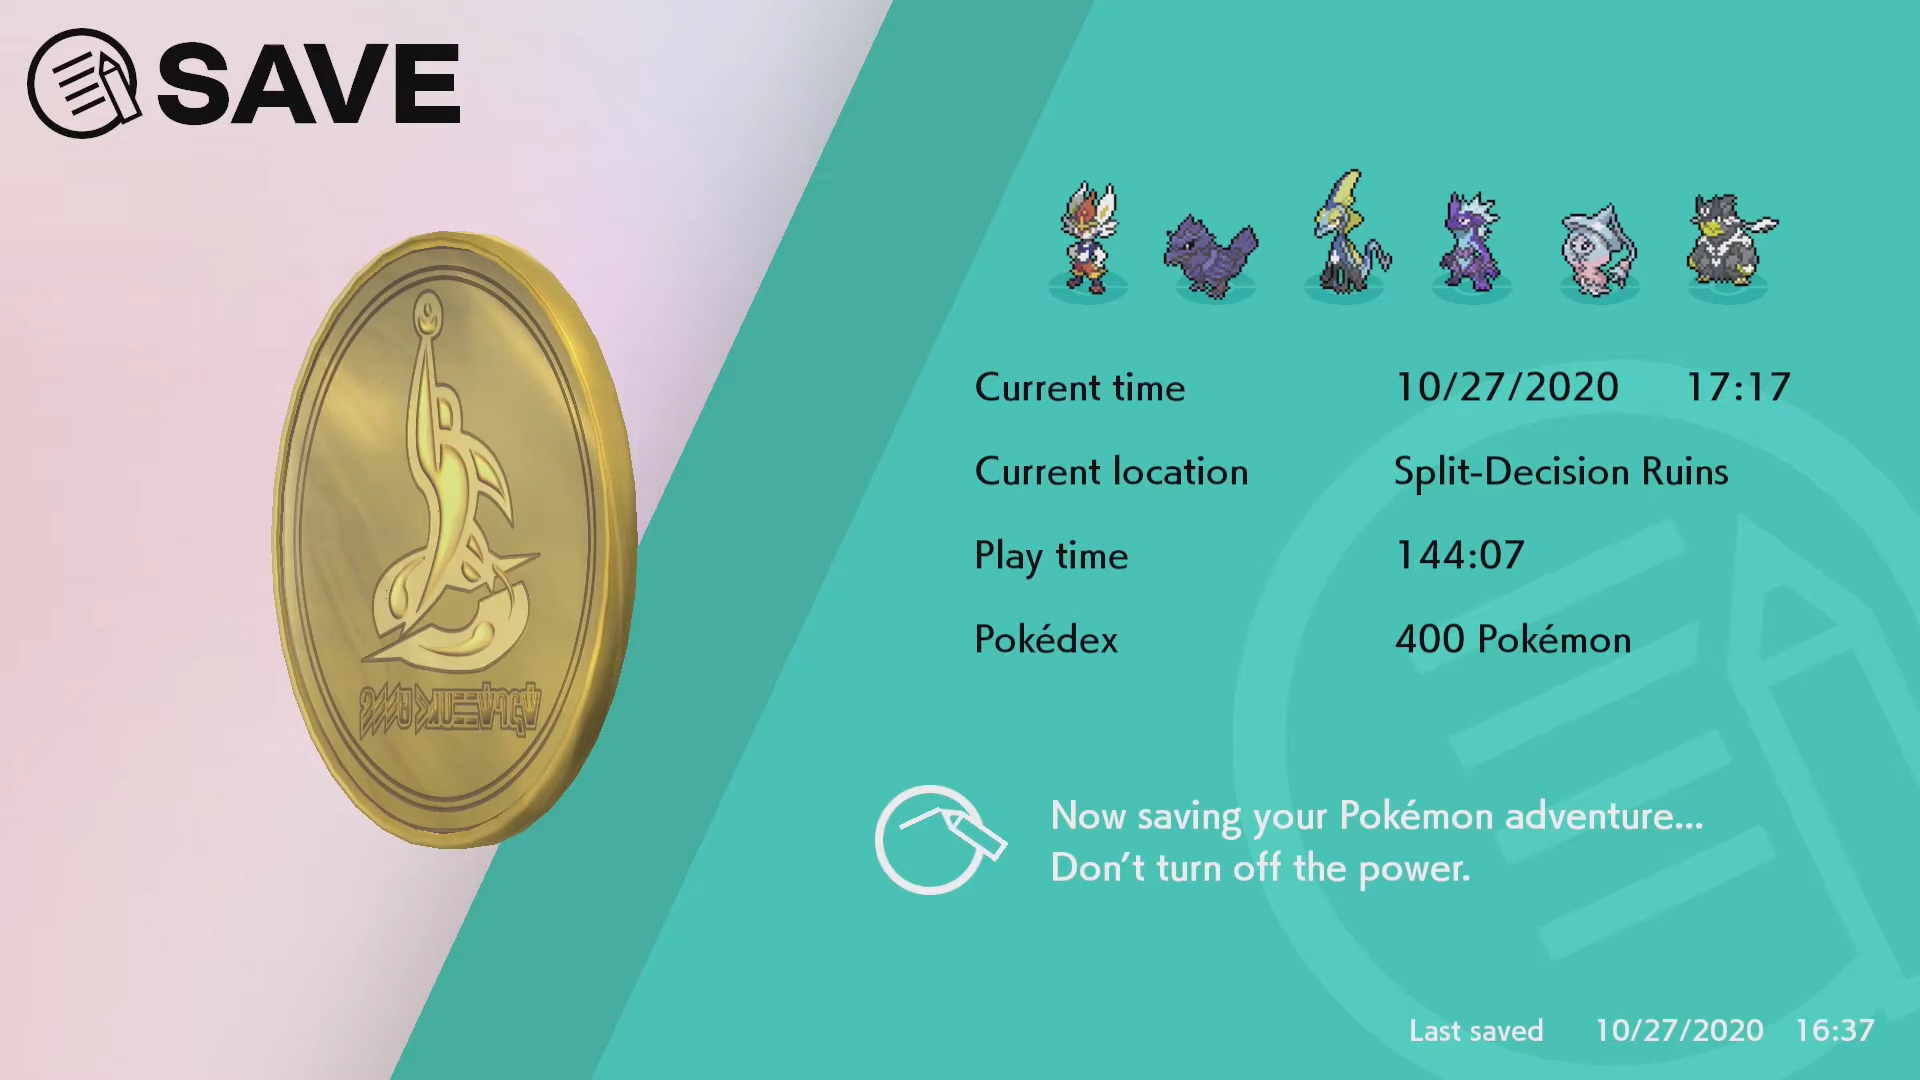 SAVE
Current time 10/27/2020 17:17
Current location Split-Decision Ruins
Play time 144:07
Pokédex 400 Pokémon
Now saving your Pokémon adventure...
Don't turn off the power.
Last saved 10/27/2020 16:37